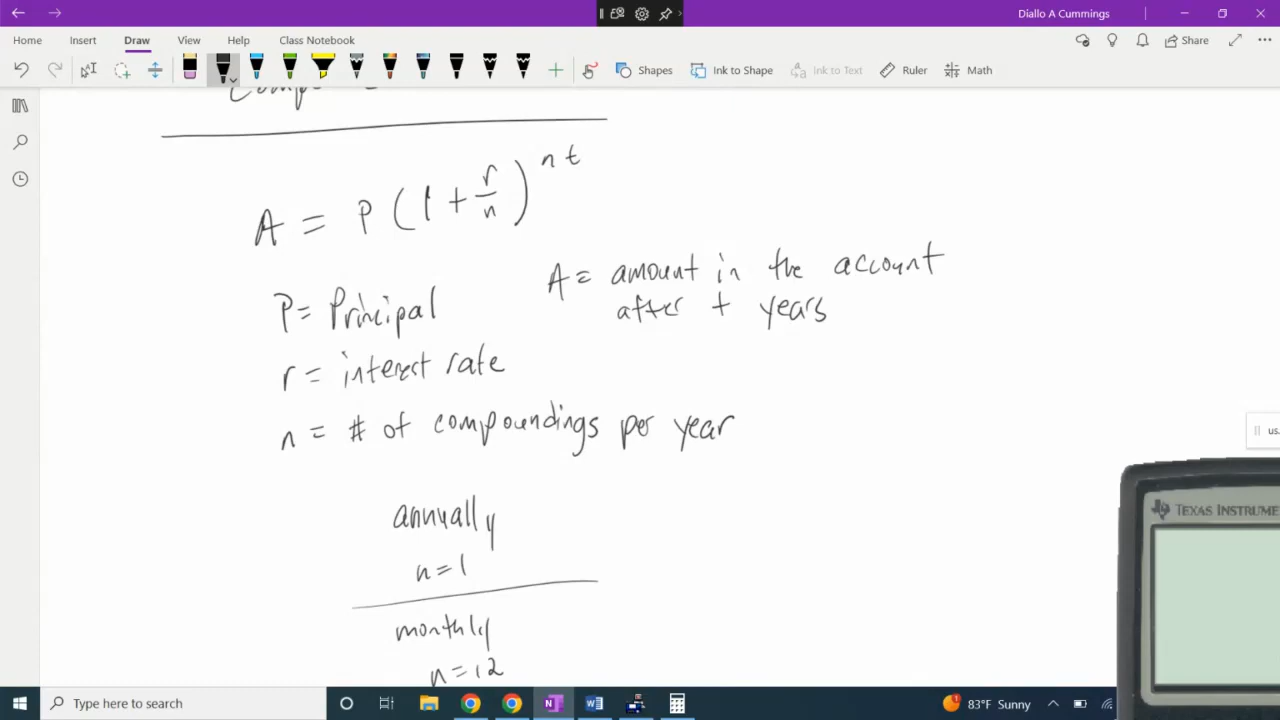 Diallo A Cummings
Home Insert Draw View Help Class Notebook Share
Shapes Ink to Shape Ink to Text Ruler Math
A = P (1 + r/n)^nt
A = amount in the account
after t years
P = Principal
r = interest rate
n = # of compoundings per year
us.
annually
n = 1
TEXAS INSTRUME
monthly
n = 12
Type here to search
83°F Sunny